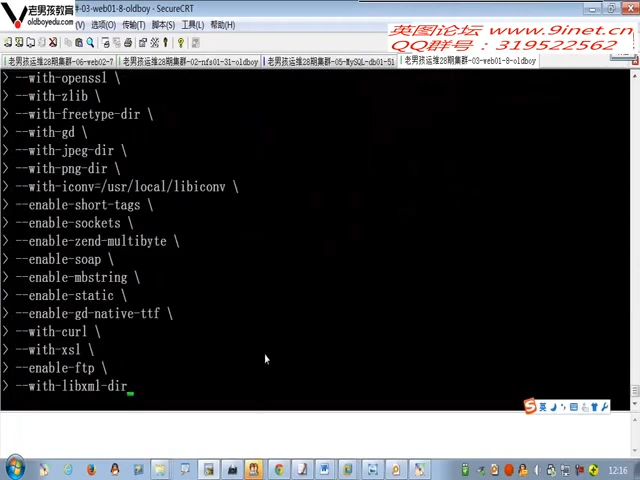 老男孩教育
oldboyedu.com
#-03-web01-8-oldboy - SecureCRT
英图论坛 www.9inet.cn
(V) 选项(O) 传输(T) 脚本(S) 工具(L) 帮助(H)
QQ群号：319522562
老男孩运维28期集群-06-web02-7 老男孩运维28期集群-02-nfs01-31-oldboy 老男孩运维28期集群-05-MySQL-db01-51 老男孩运维28期集群-03-web01-8-oldboy
> --with-openssl \
> --with-zlib \
> --with-freetype-dir \
> --with-gd \
> --with-jpeg-dir \
> --with-png-dir \
> --with-iconv=/usr/local/libiconv \
> --enable-short-tags \
> --enable-sockets \
> --enable-zend-multibyte \
> --enable-soap \
> --enable-mbstring \
> --enable-static \
> --enable-gd-native-ttf \
> --with-curl \
> --with-xsl \
> --enable-ftp \
> --with-libxml-dir
英
12:16